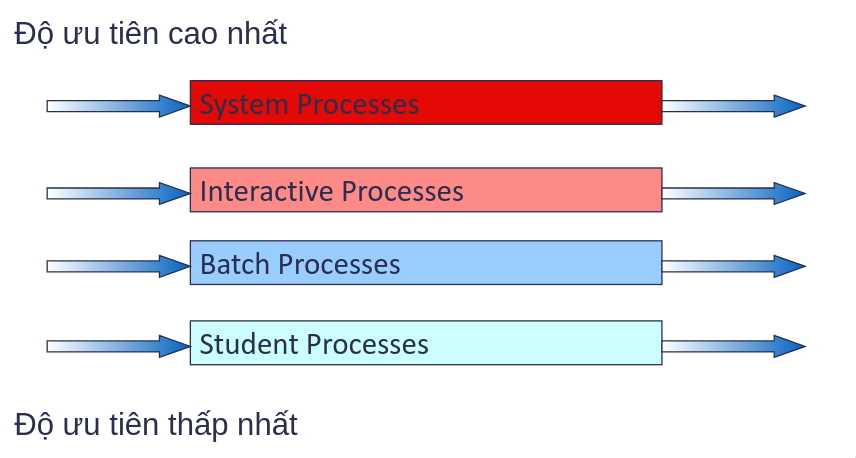 Độ ưu tiên cao nhất
System Processes
Interactive Processes
Batch Processes
Student Processes
Độ ưu tiên thấp nhất